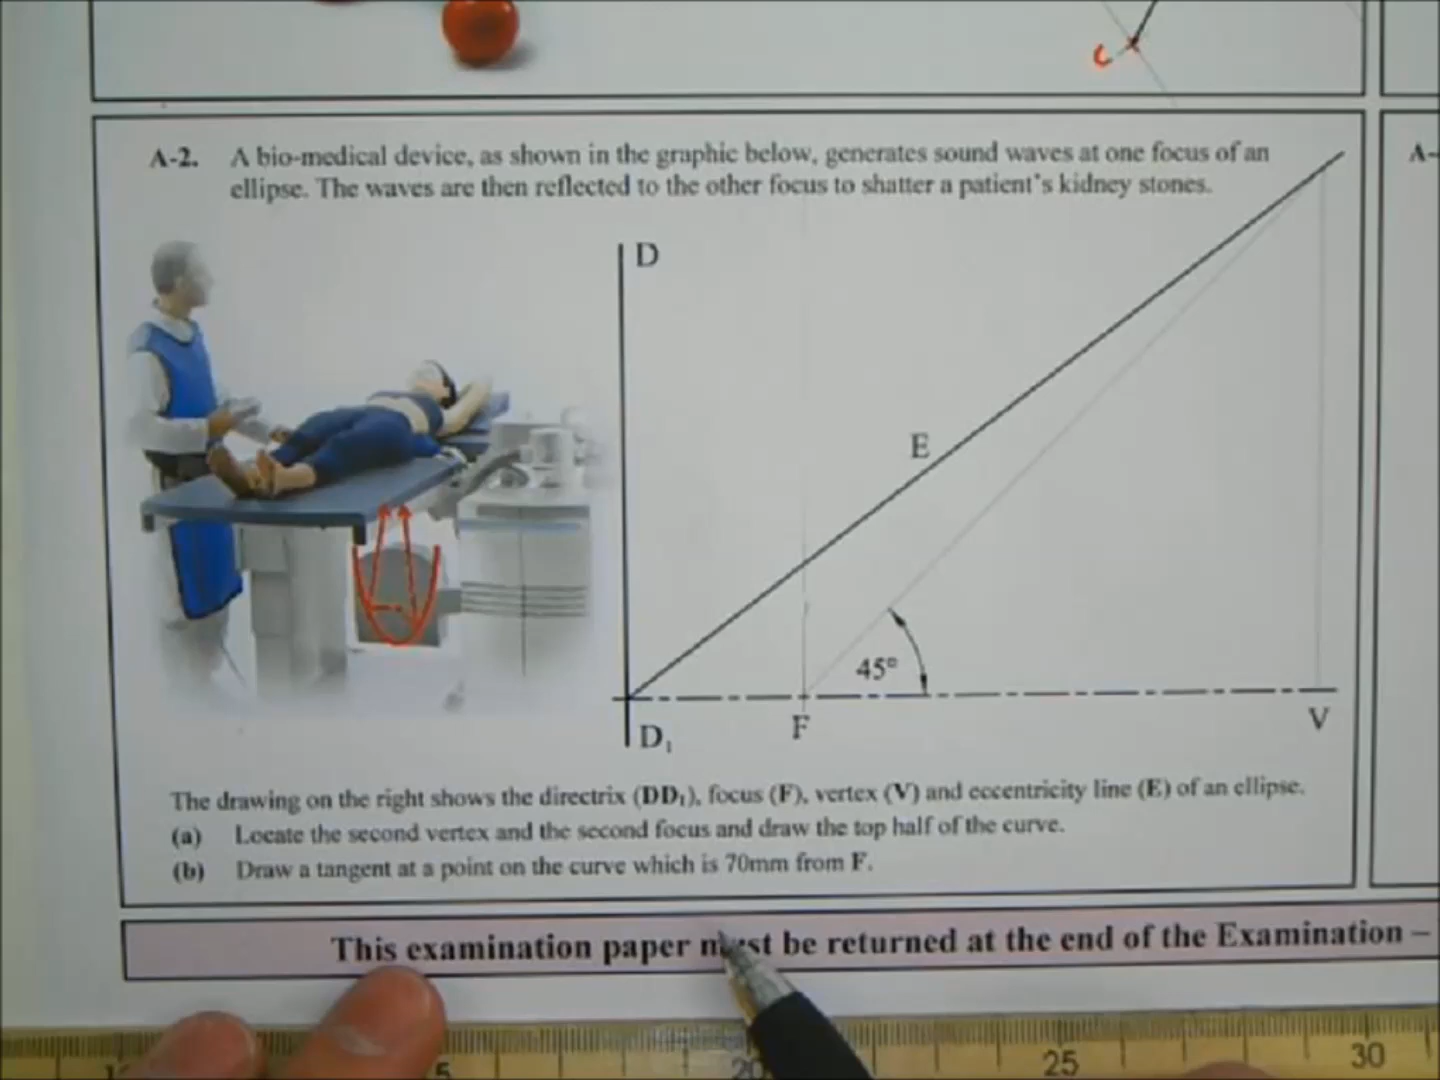 C
A-2. A bio-medical device, as shown in the graphic below, generates sound waves at one focus of an
ellipse. The waves are then reflected to the other focus to shatter a patient's kidney stones.
A-
D
E
45°
D₁
F
V
The drawing on the right shows the directrix (DD₁), focus (F), vertex (V) and eccentricity line (E) of an ellipse.
(a) Locate the second vertex and the second focus and draw the top half of the curve.
(b) Draw a tangent at a point on the curve which is 70mm from F.
This examination paper must be returned at the end of the Examination –
20
25
30